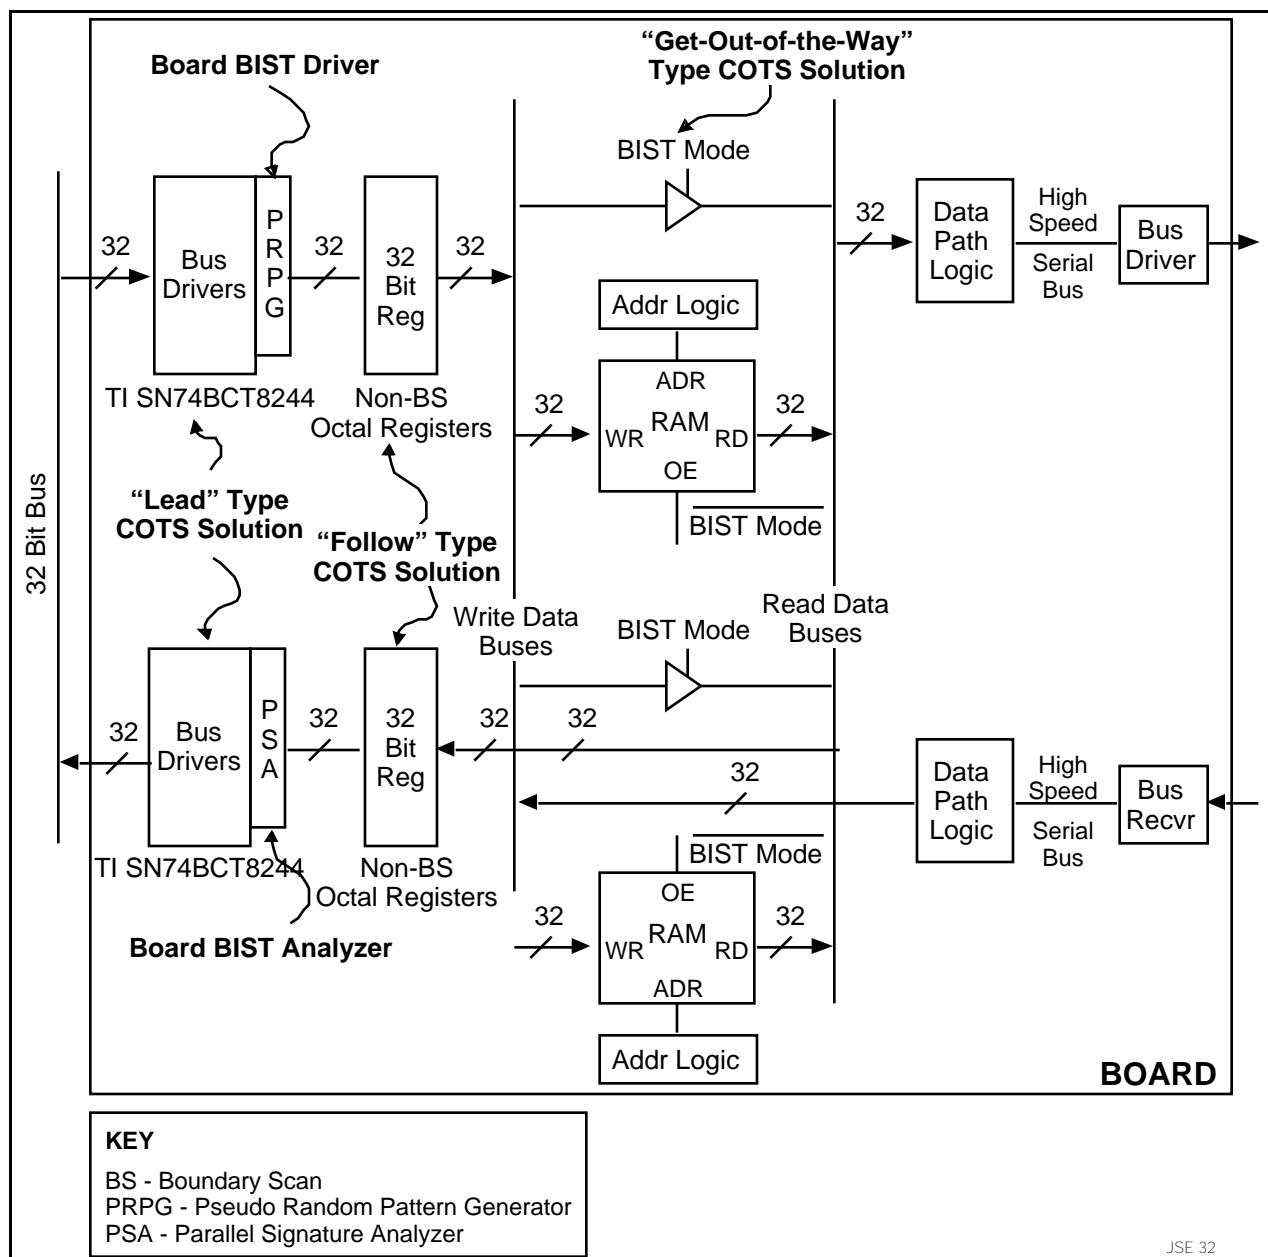 “Get-Out-of-the-Way”
Type COTS Solution
Board BIST Driver
BIST Mode
32
Bus
Drivers
P
R
P
G
32
32
Bit
Reg
32
32
Data
Path
Logic
High
Speed
Serial
Bus
Bus
Driver
Addr Logic
TI SN74BCT8244
Non-BS
Octal Registers
32
ADR
WR
RAM
RD
OE
32
BIST Mode
32 Bit Bus
“Lead” Type
COTS Solution
“Follow” Type
COTS Solution
Write Data
Buses
BIST Mode
Read Data
Buses
32
Bus
Drivers
P
S
A
32
32
Bit
Reg
32
32
32
Data
Path
Logic
High
Speed
Serial
Bus
Bus
Recvr
TI SN74BCT8244
Non-BS
Octal Registers
BIST Mode
32
OE
WR
RAM
RD
ADR
32
Board BIST Analyzer
Addr Logic
BOARD
KEY
BS - Boundary Scan
PRPG - Pseudo Random Pattern Generator
PSA - Parallel Signature Analyzer
JSE 32